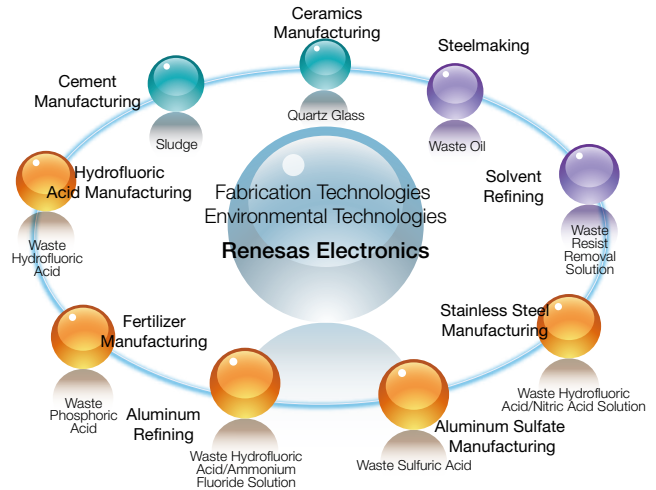 Ceramics
Manufacturing
Steelmaking
Cement
Manufacturing
Quartz Glass
Sludge
Waste Oil
Hydrofluoric
Acid Manufacturing
Solvent
Refining
Fabrication Technologies
Environmental Technologies
Renesas Electronics
Waste
Hydrofluoric
Acid
Waste
Resist
Removal
Solution
Fertilizer
Manufacturing
Stainless Steel
Manufacturing
Waste
Phosphoric
Acid
Waste Hydrofluoric
Acid/Nitric Acid Solution
Aluminum
Refining
Aluminum Sulfate
Manufacturing
Waste Hydrofluoric
Acid/Ammonium
Fluoride Solution
Waste Sulfuric Acid